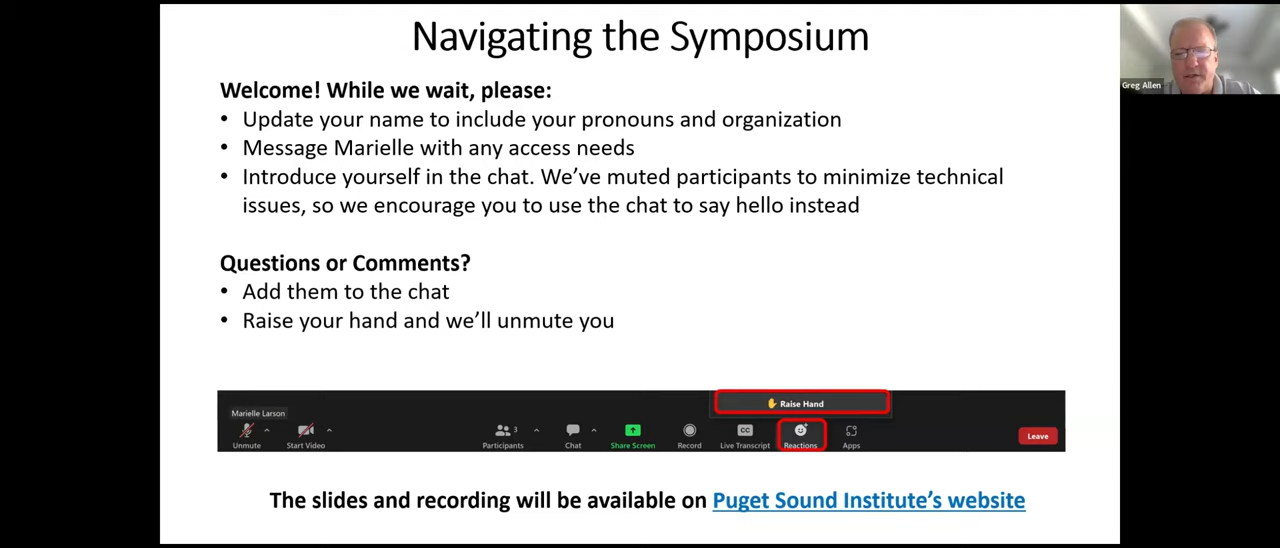 Navigating the Symposium
Greg Allen
Welcome! While we wait, please:
• Update your name to include your pronouns and organization
• Message Marielle with any access needs
• Introduce yourself in the chat. We’ve muted participants to minimize technical
issues, so we encourage you to use the chat to say hello instead
Questions or Comments?
• Add them to the chat
• Raise your hand and we’ll unmute you
Raise Hand
Marielle Larson
3
CC
Unmute Start Video Participants Chat Share Screen Record Live Transcript Reactions Apps Leave
The slides and recording will be available on Puget Sound Institute’s website